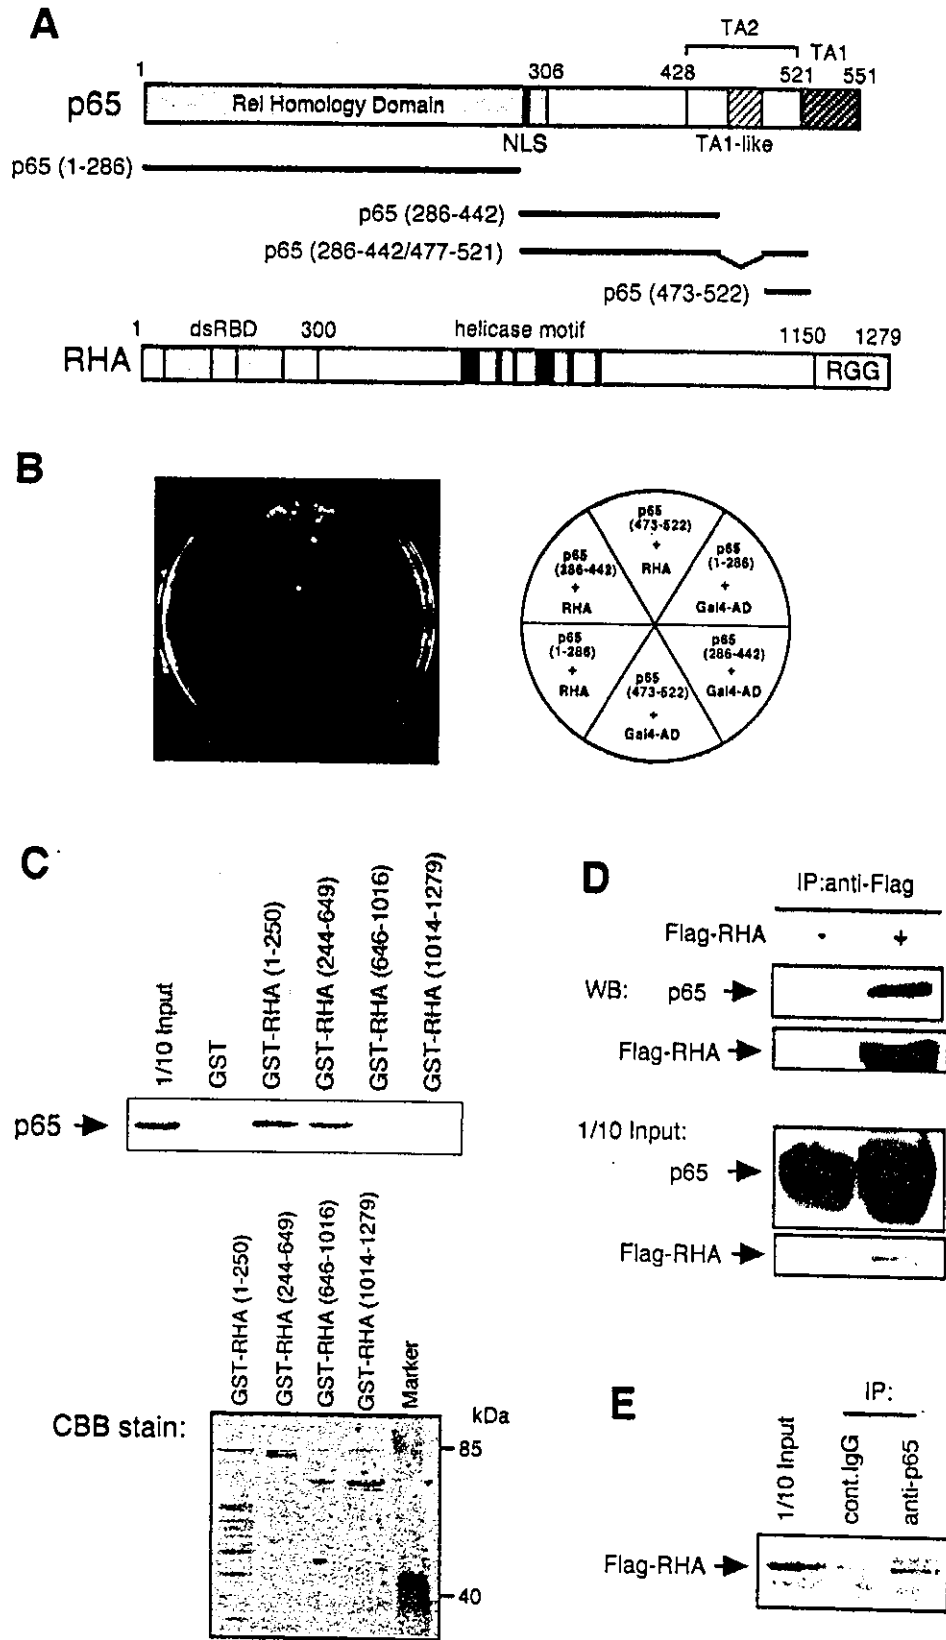 A
TA2
1 306 428 521 TA1 551
p65 Rel Homology Domain
NLS TA1-like
p65 (1-286)
p65 (286-442)
p65 (286-442/477-521)
p65 (473-522)
1 dsRBD 300 helicase motif 1150 1279
RHA RGG
B
p65
(473-522)
+
RHA
p65
(1-286)
+
Gal4-AD
p65
(286-442)
+
Gal4-AD
p65
(473-522)
+
Gal4-AD
p65
(1-286)
+
RHA
p65
(286-442)
+
RHA
C
1/10 Input
GST
GST-RHA (1-250)
GST-RHA (244-649)
GST-RHA (646-1016)
GST-RHA (1014-1279)
p65
GST-RHA (1-250)
GST-RHA (244-649)
GST-RHA (646-1016)
GST-RHA (1014-1279)
Marker
CBB stain:
kDa
85
40
D
IP:anti-Flag
Flag-RHA - +
WB: p65
Flag-RHA
1/10 Input:
p65
Flag-RHA
E
IP:
1/10 Input
cont.IgG
anti-p65
Flag-RHA